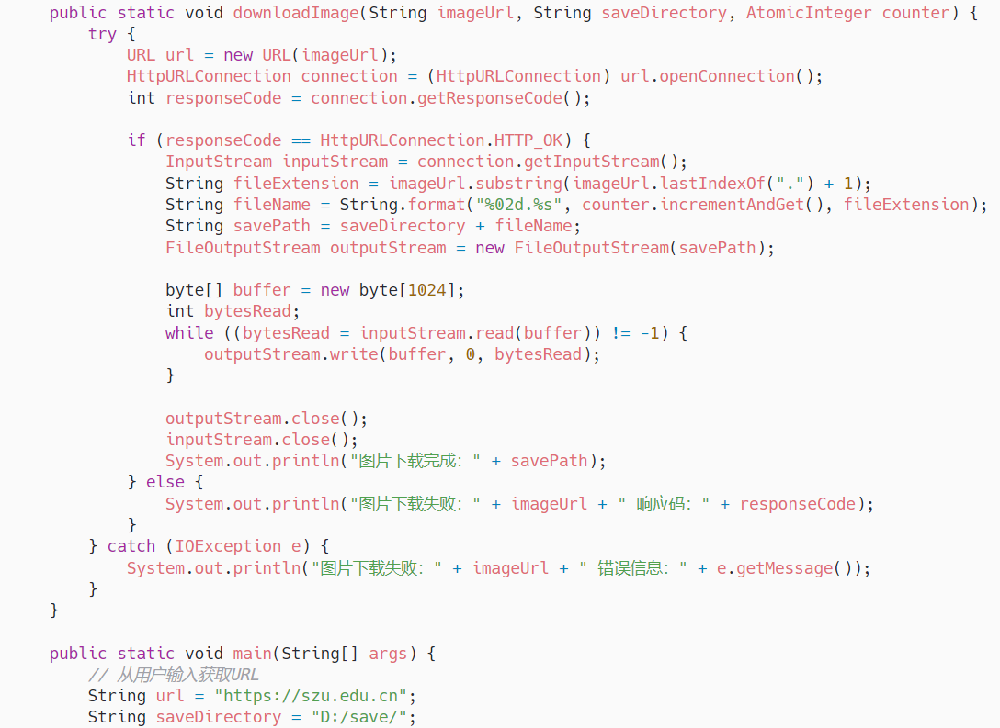 public static void downloadImage(String imageUrl, String saveDirectory, AtomicInteger counter) {
    try {
        URL url = new URL(imageUrl);
        HttpURLConnection connection = (HttpURLConnection) url.openConnection();
        int responseCode = connection.getResponseCode();

        if (responseCode == HttpURLConnection.HTTP_OK) {
            InputStream inputStream = connection.getInputStream();
            String fileExtension = imageUrl.substring(imageUrl.lastIndexOf(".") + 1);
            String fileName = String.format("%02d.%s", counter.incrementAndGet(), fileExtension);
            String savePath = saveDirectory + fileName;
            FileOutputStream outputStream = new FileOutputStream(savePath);

            byte[] buffer = new byte[1024];
            int bytesRead;
            while ((bytesRead = inputStream.read(buffer)) != -1) {
                outputStream.write(buffer, 0, bytesRead);
            }

            outputStream.close();
            inputStream.close();
            System.out.println("图片下载完成：" + savePath);
        } else {
            System.out.println("图片下载失败：" + imageUrl + " 响应码：" + responseCode);
        }
    } catch (IOException e) {
        System.out.println("图片下载失败：" + imageUrl + " 错误信息：" + e.getMessage());
    }
}

public static void main(String[] args) {
    // 从用户输入获取URL
    String url = "https://szu.edu.cn";
    String saveDirectory = "D:/save/";